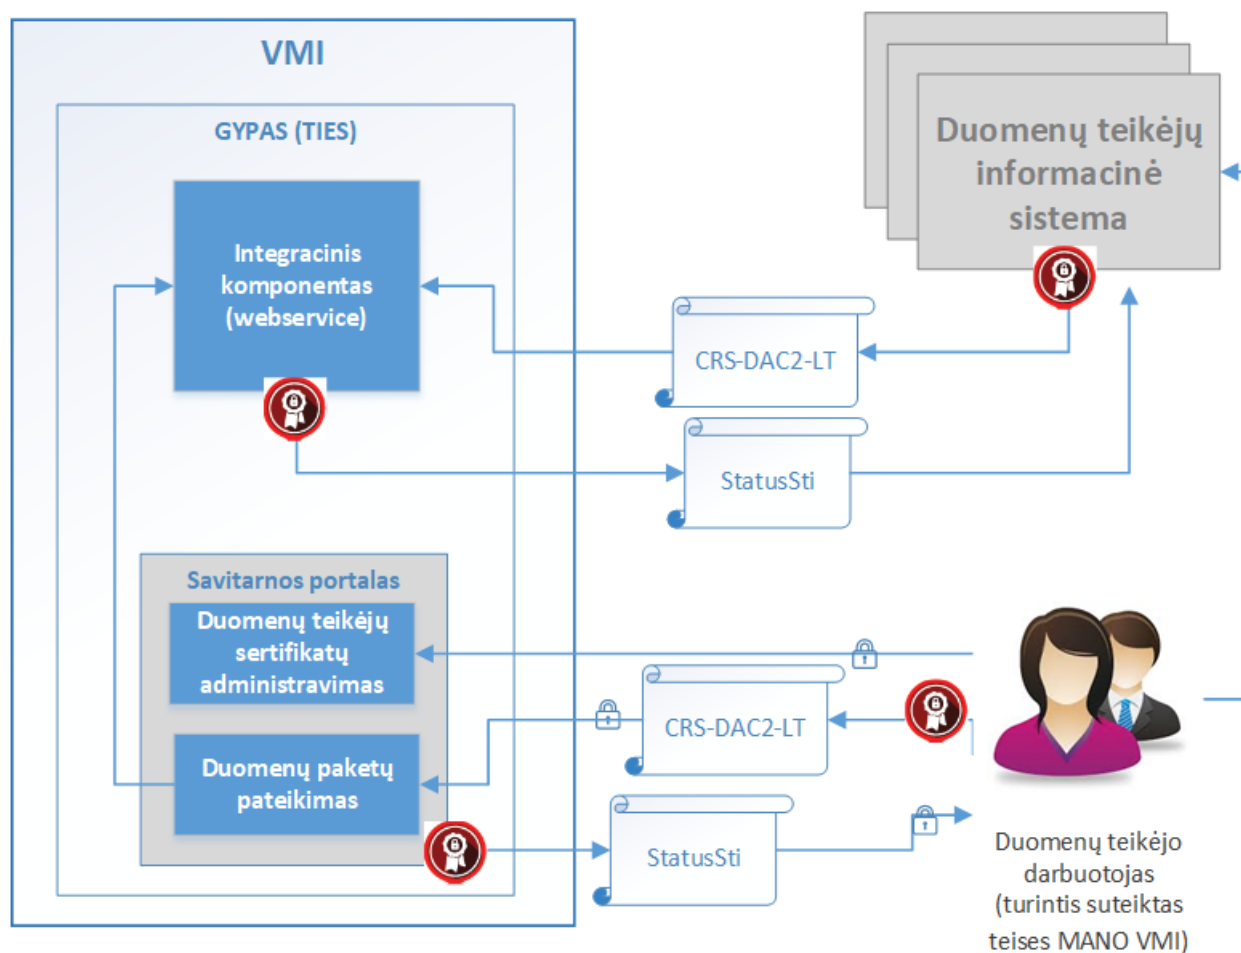 VMI
GYPAS (TIES)
Integracinis
komponentas
(webservice)
Duomenų teikėjų
informacinė
sistema
CRS-DAC2-LT
StatusSti
Savitarnos portalas
Duomenų teikėjų
sertifikatų
administravimas
Duomenų paketų
pateikimas
CRS-DAC2-LT
StatusSti
Duomenų teikėjo
darbuotojas
(turintis suteiktas
teises MANO VMI)